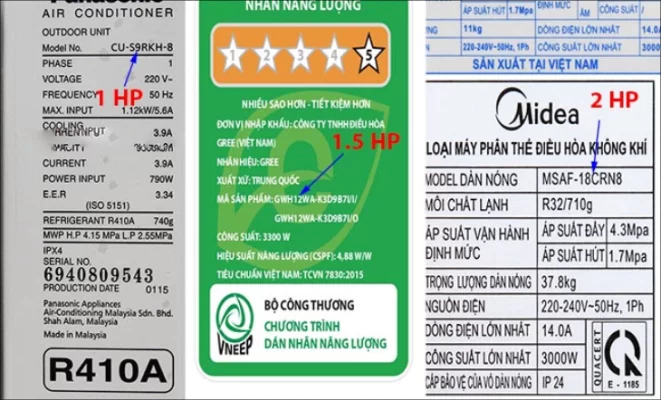 Panasonic
AIR CONDITIONER
OUTDOOR UNIT
Model No. CU-S9RKH-8
PHASE 1
VOLTAGE 220 V~
FREQUENCY 50 Hz
1 HP
MAX. INPUT 1.12kW/5.6A
COOLING
3.9A
CURRENT 3.9A
POWER INPUT 790W
E.E.R 3.34
(ISO 5151)
REFRIGERANT R410A 740g
MWP H.P 4.15 MPa L.P 2.55MPa
IPX4
SERIAL NO.
6940809543
PRODUCTION DATE 0115
Panasonic Appliances
Air-Conditioning Malaysia Sdn. Bhd.
Shah Alam, Malaysia
Made in Malaysia
R410A
NHÃN NĂNG LƯỢNG
1 2 3 4 5
NHIỀU SAO HƠN - TIẾT KIỆM HƠN
ĐƠN VỊ NHẬP KHẨU: CÔNG TY TNHH ĐIỀU HÒA
GREE (VIỆT NAM)
1.5 HP
NHÃN HIỆU: GREE
XUẤT XỨ: TRUNG QUỐC
MÃ SẢN PHẨM: GWH12WA-K3D9B7I/I/
GWH12WA-K3D9B7I/O
CÔNG SUẤT: 3300 W
HIỆU SUẤT NĂNG LƯỢNG (CSPF): 4,88 W/W
TIÊU CHUẨN VIỆT NAM: TCVN 7830:2015
VNEEP
BỘ CÔNG THƯƠNG
CHƯƠNG TRÌNH
DÁN NHÃN NĂNG LƯỢNG
ÁP SUẤT HÚT 1.7Mpa
ĐỊNH MỨC
CÔNG SUẤT
11kg DÒNG ĐIỆN LỚN NHẤT 14.0A
220-240V~50Hz, 1Ph CÔNG SUẤT LỚN NHẤT
SẢN XUẤT TẠI VIỆT NAM
Midea
2 HP
LOẠI MÁY PHÂN THỂ ĐIỀU HÒA KHÔNG KHÍ
MODEL DÀN NÓNG MSAF-18CRN8
MÔI CHẤT LẠNH R32/710g
ÁP SUẤT VẬN HÀNH ĐỊNH MỨC
ÁP SUẤT ĐẨY 4.3Mpa
ÁP SUẤT HÚT 1.7Mpa
TRỌNG LƯỢNG DÀN NÓNG 37.8kg
NGUỒN ĐIỆN 220-240V~50Hz, 1Ph
DÒNG ĐIỆN LỚN NHẤT 14.0A
CÔNG SUẤT LỚN NHẤT 3000W
CẤP BẢO VỆ CỦA VỎ DÀN NÓNG IP 24
QUACERT
E - 1185